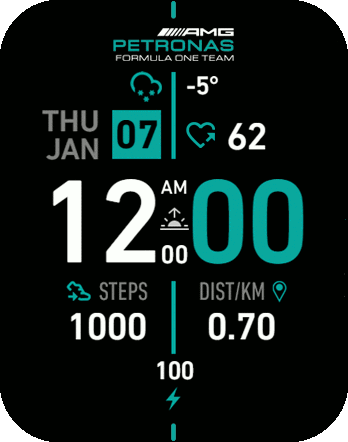 AMG
PETRONAS
FORMULA ONE TEAM
-5°
THU
JAN
07
62
12
AM
00
00
STEPS
DIST/KM
1000
0.70
100